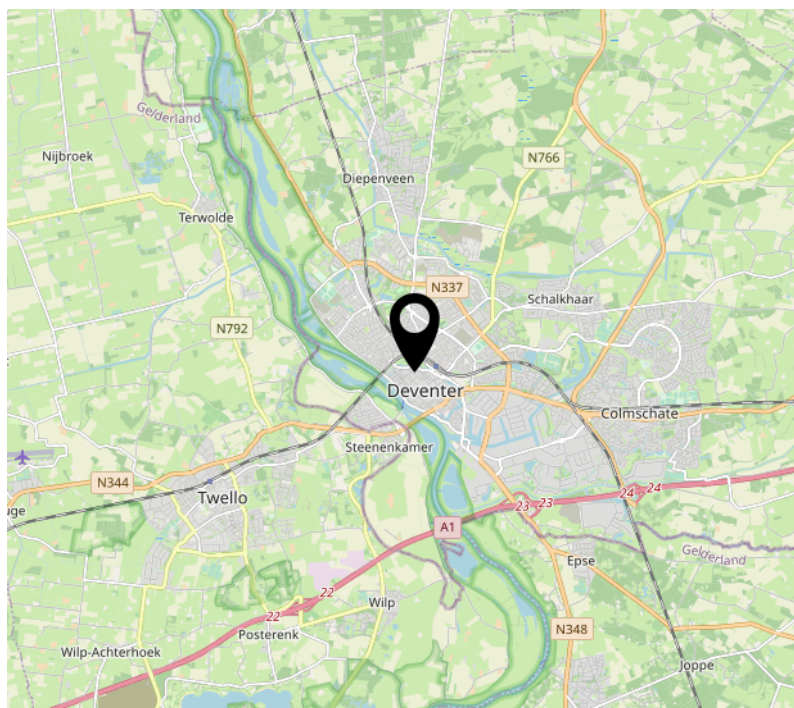 Gelderland
Nijbroek
N766
Diepenveen
Terwolde
N337
Schalkhaar
N792
Deventer
Colmschate
Steenenkamer
N344
Twello
uge
23
23
24
24
A1
Gelderland
Epse
22
22
Wilp
N348
Posterenk
Wilp-Achterhoek
Joppe